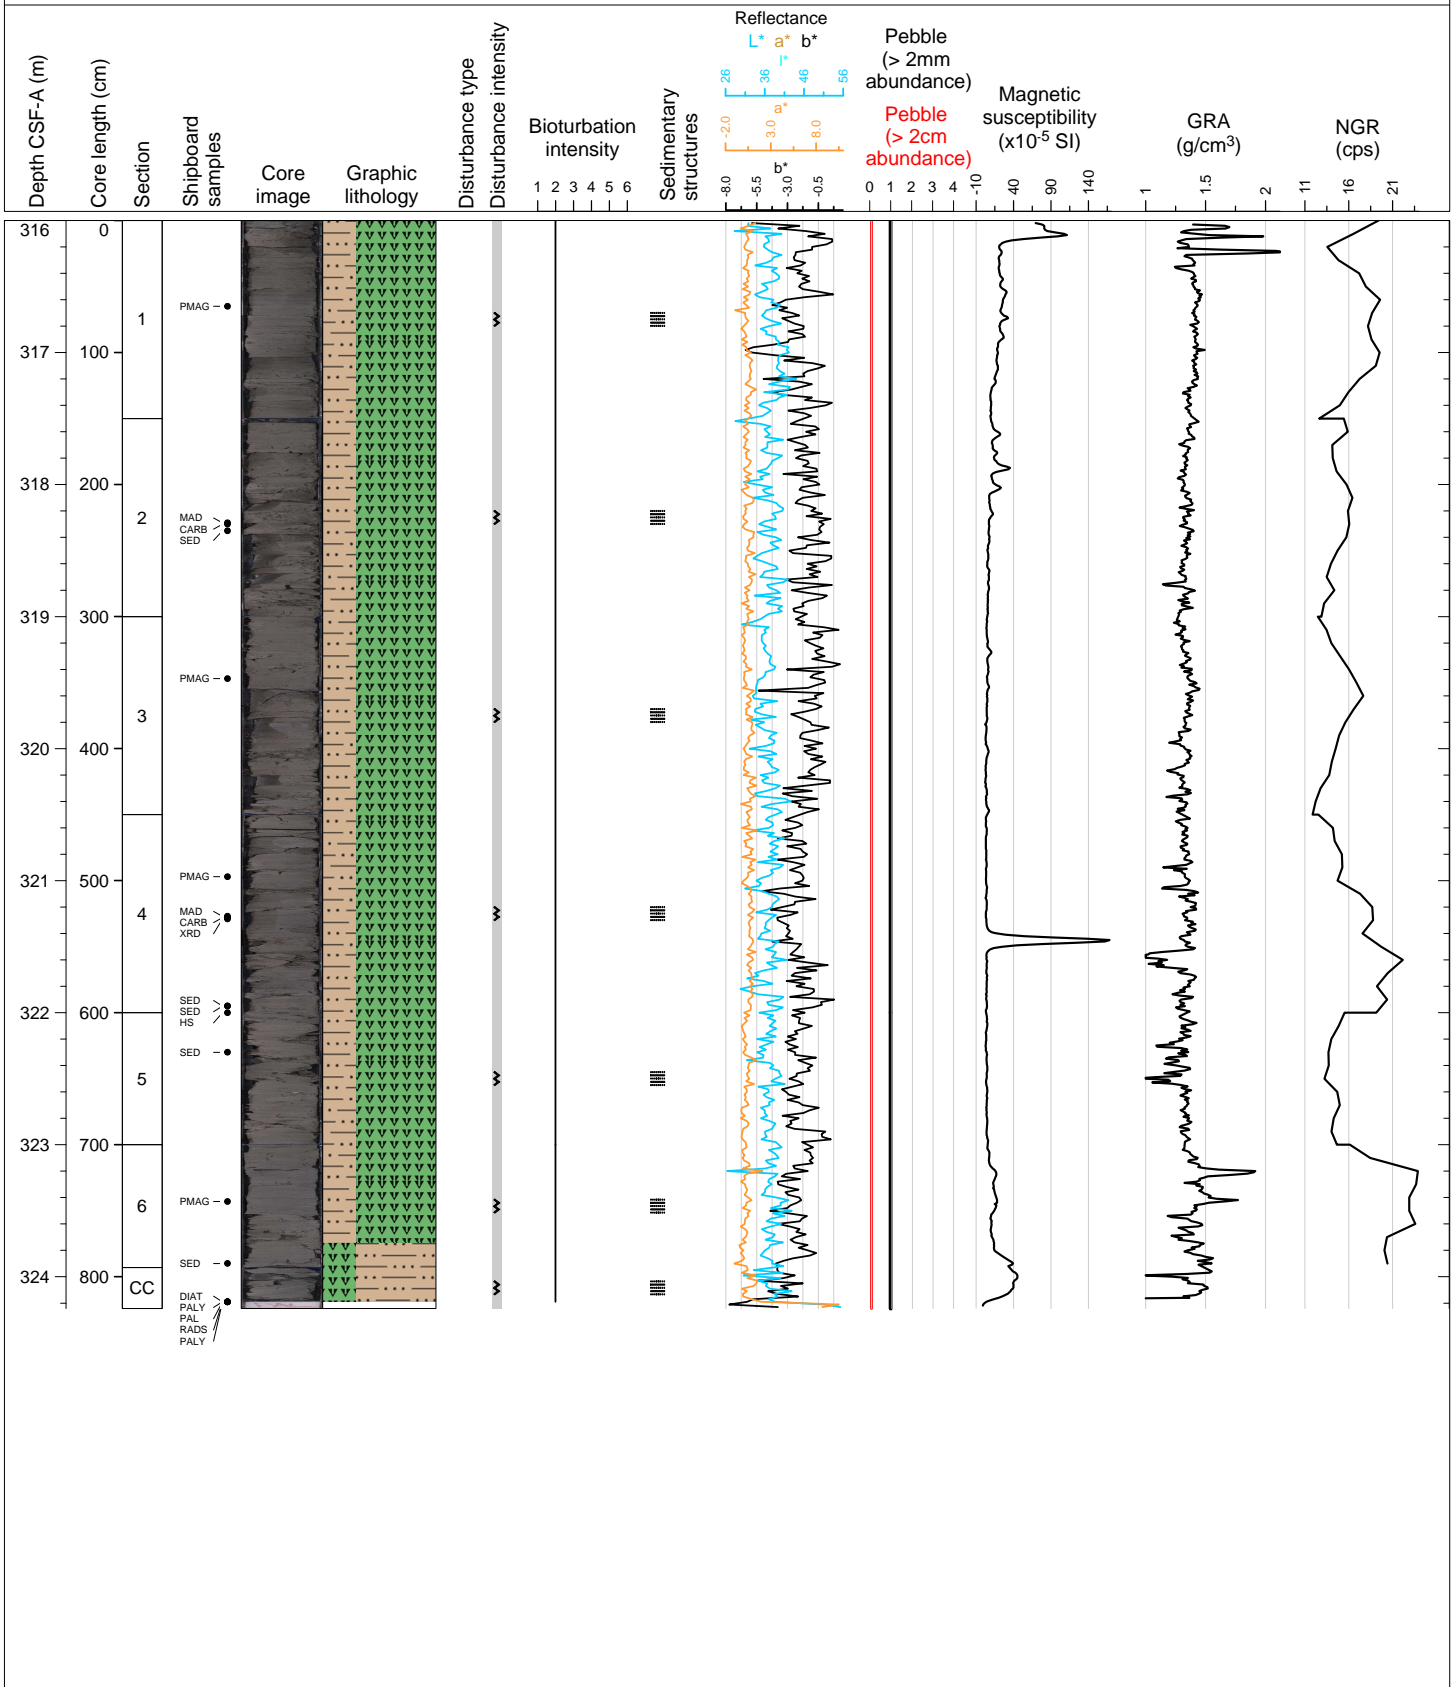 Depth CSF-A (m)
Core length (cm)
Section
Shipboard
samples
Core
image
Graphic
lithology
Disturbance type
Disturbance intensity
Bioturbation
intensity
1 2 3 4 5 6
Sedimentary
structures
Reflectance
L* a* b*
l*
26 36 46 56
a*
-2.0 3.0 8.0
b*
-8.0 -5.5 -3.0 -0.5
Pebble
(> 2mm
abundance)
Pebble
(> 2cm
abundance)
0 1 2 3 4
Magnetic
susceptibility
(x10-5 SI)
-10 40 90 140
GRA
(g/cm3)
1 1.5 2
NGR
(cps)
11 16 21
316 0
PMAG
1
317 100
318 200
2
MAD
CARB
SED
319 300
PMAG
3
320 400
321 500
PMAG
4
MAD
CARB
XRD
SED
SED
HS
322 600
SED
5
323 700
PMAG
6
SED
324 800
CC
DIAT
PALY
PAL
RADS
PALY